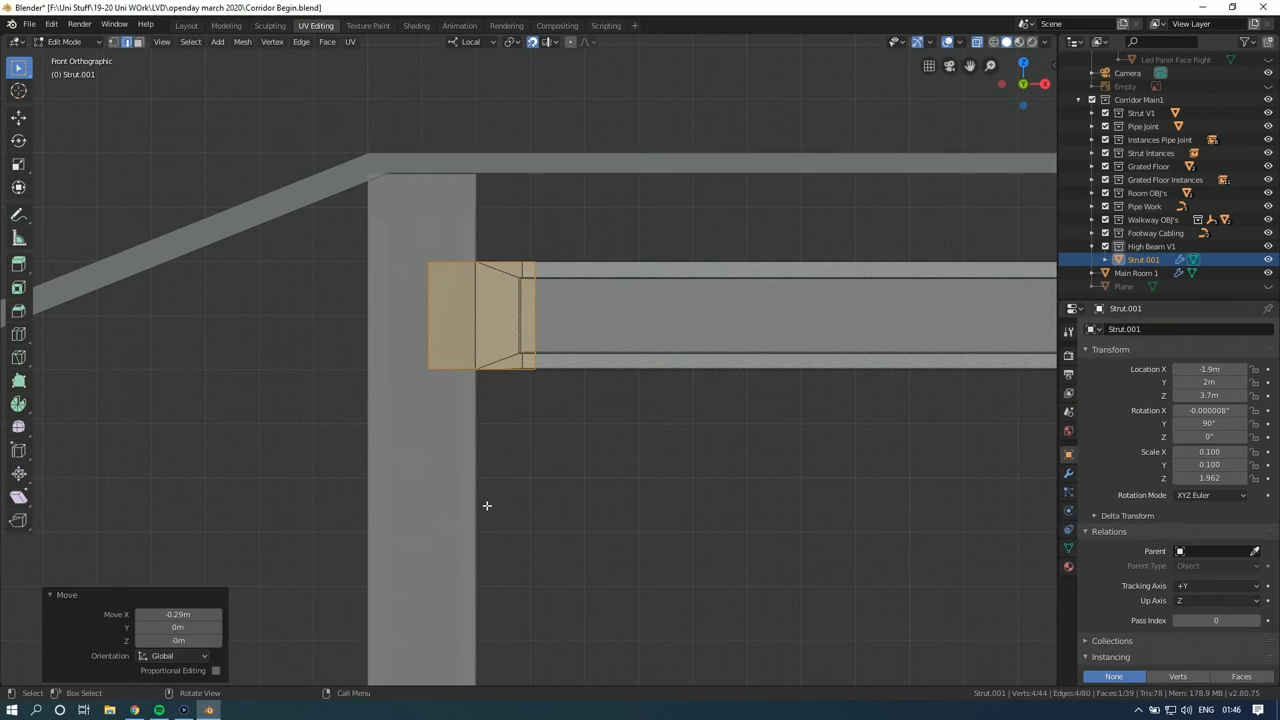 Blender* [F:\Uni Stuff\19-20 Uni WOrk\LVD\openday march 2020\Corridor Begin.blend]
File Edit Render Window Help Layout Modeling Sculpting UV Editing Texture Paint Shading Animation Rendering Compositing Scripting Scene View Layer
Edit Mode View Select Add Mesh Vertex Edge Face UV Local
Front Orthographic
(0) Strut.001
Z
Y
X
Led Panel Face Right
Camera
Empty
Corridor Main1
Strut V1
Pipe Joint
Instances Pipe Joint
Strut Intances
Grated Floor
Grated Floor Instances
Room OBJ's
Pipe Work
Walkway OBJ's
Footway Cabling
High Beam V1
Strut.001
Main Room 1
Plane
Strut.001
Strut.001
Transform
Location X -1.9m
Y 2m
Z 3.7m
Rotation X -0.000008°
Y 90°
Z 0°
Scale X 0.100
Y 0.100
Z 1.962
Rotation Mode XYZ Euler
Delta Transform
Relations
Parent
Parent Type Object
Tracking Axis +Y
Up Axis Z
Pass Index 0
Collections
Instancing
None Verts Faces
Move
Move X -0.29m
Y 0m
Z -0m
Orientation Global
Proportional Editing
Select Box Select Rotate View Call Menu Strut.001 | Verts:4/44 | Edges:4/80 | Faces:1/39 | Tris:78 | Mem: 178.9 MB | v2.80.75
ENG 01:46